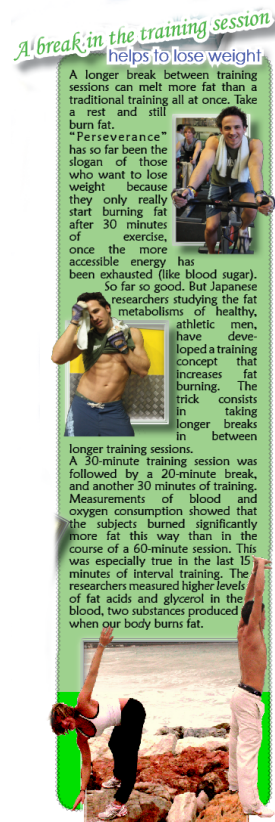 A break in the training session
helps to lose weight
A longer break between training
sessions can melt more fat than a
traditional training all at once. Take
a rest and still
burn fat.
"Perseverance"
has so far been the
slogan of those
who want to lose
weight because
they only really
start burning fat
after 30 minutes
of exercise,
once the more
accessible energy has
been exhausted (like blood sugar).
So far so good. But Japanese
researchers studying the fat
metabolisms of healthy,
athletic men,
have deve-
loped a training
concept that
increases fat
burning. The
trick consists
in taking
longer breaks
in between
longer training sessions.
A 30-minute training session was
followed by a 20-minute break,
and another 30 minutes of training.
Measurements of blood and
oxygen consumption showed that
the subjects burned significantly
more fat this way than in the
course of a 60-minute session. This
was especially true in the last 15
minutes of interval training. The
researchers measured higher levels
of fat acids and glycerol in the
blood, two substances produced
when our body burns fat.